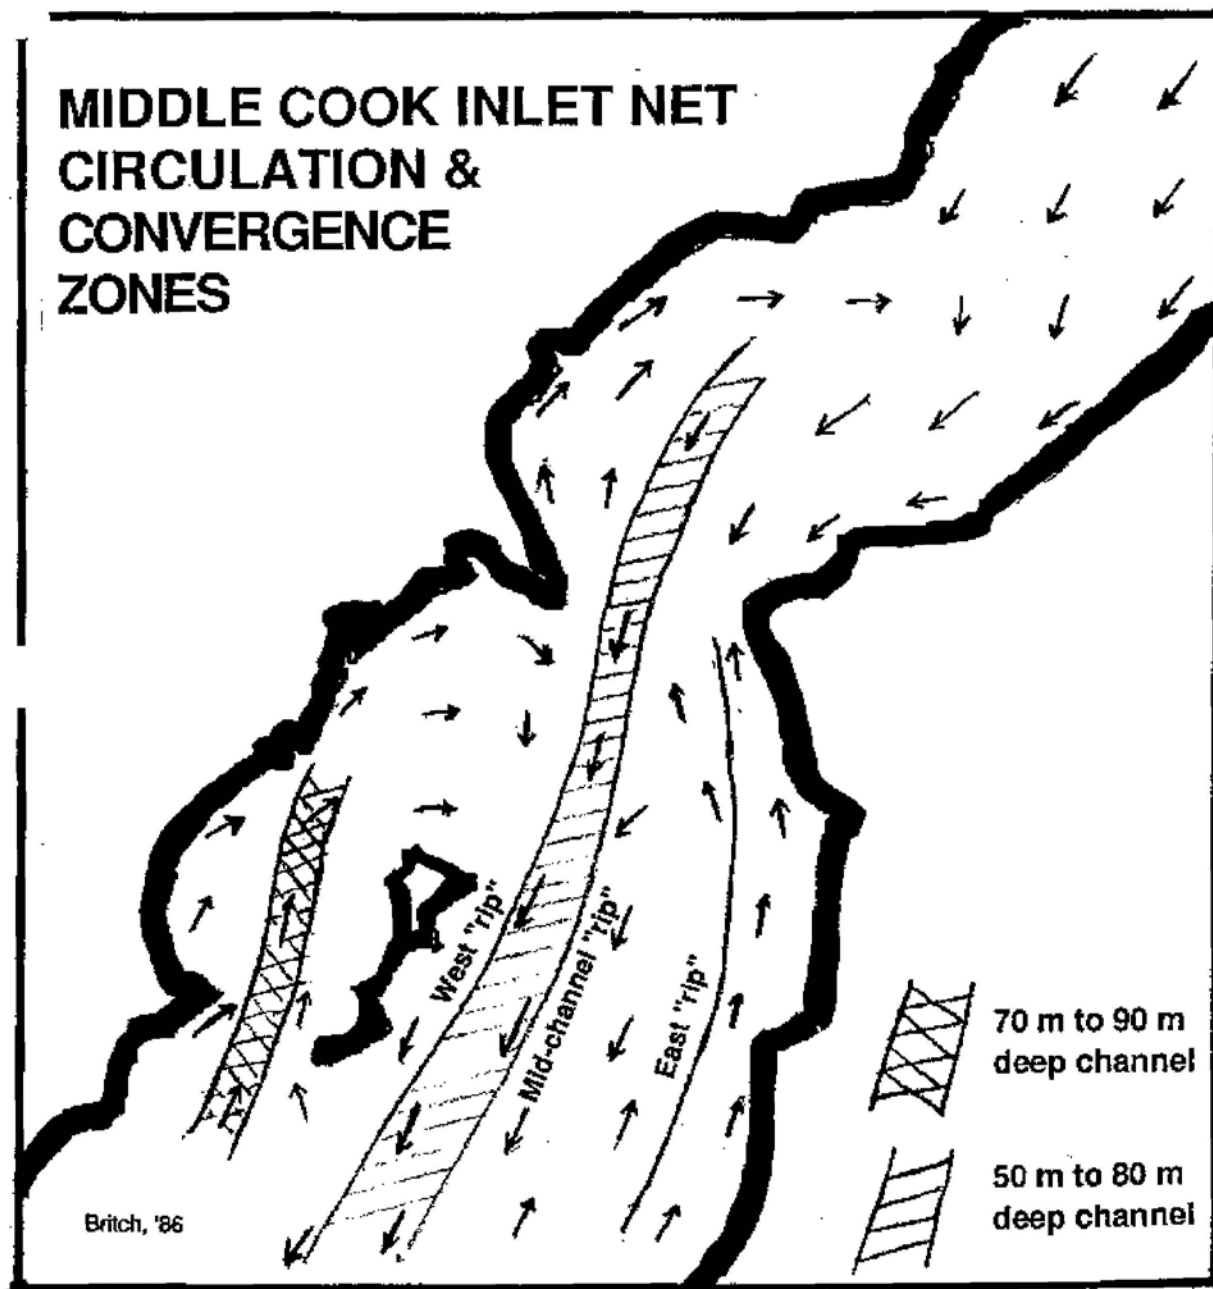 MIDDLE COOK INLET NET
CIRCULATION &
CONVERGENCE
ZONES
West "rip"
Mid-channel "rip"
East "rip"
70 m to 90 m
deep channel
50 m to 80 m
deep channel
Britch, '86